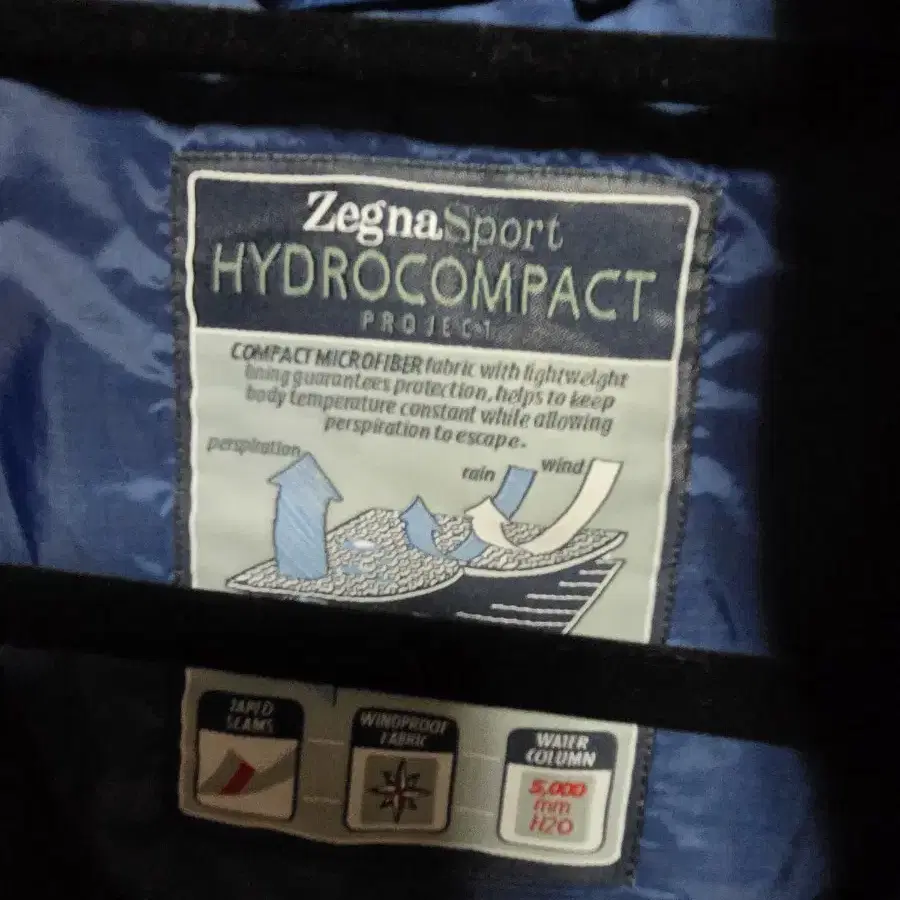 ZegnaSport
HYDROCOMPACT
PROJECT
COMPACT MICROFIBER fabric with lightweight
lining guarantees protection, helps to keep
body temperature constant while allowing
perspiration to escape.
perspiration
rain
wind
TAPED
SEAMS
WINDPROOF
FABRIC
WATER
COLUMN
5,000
mm
H2O